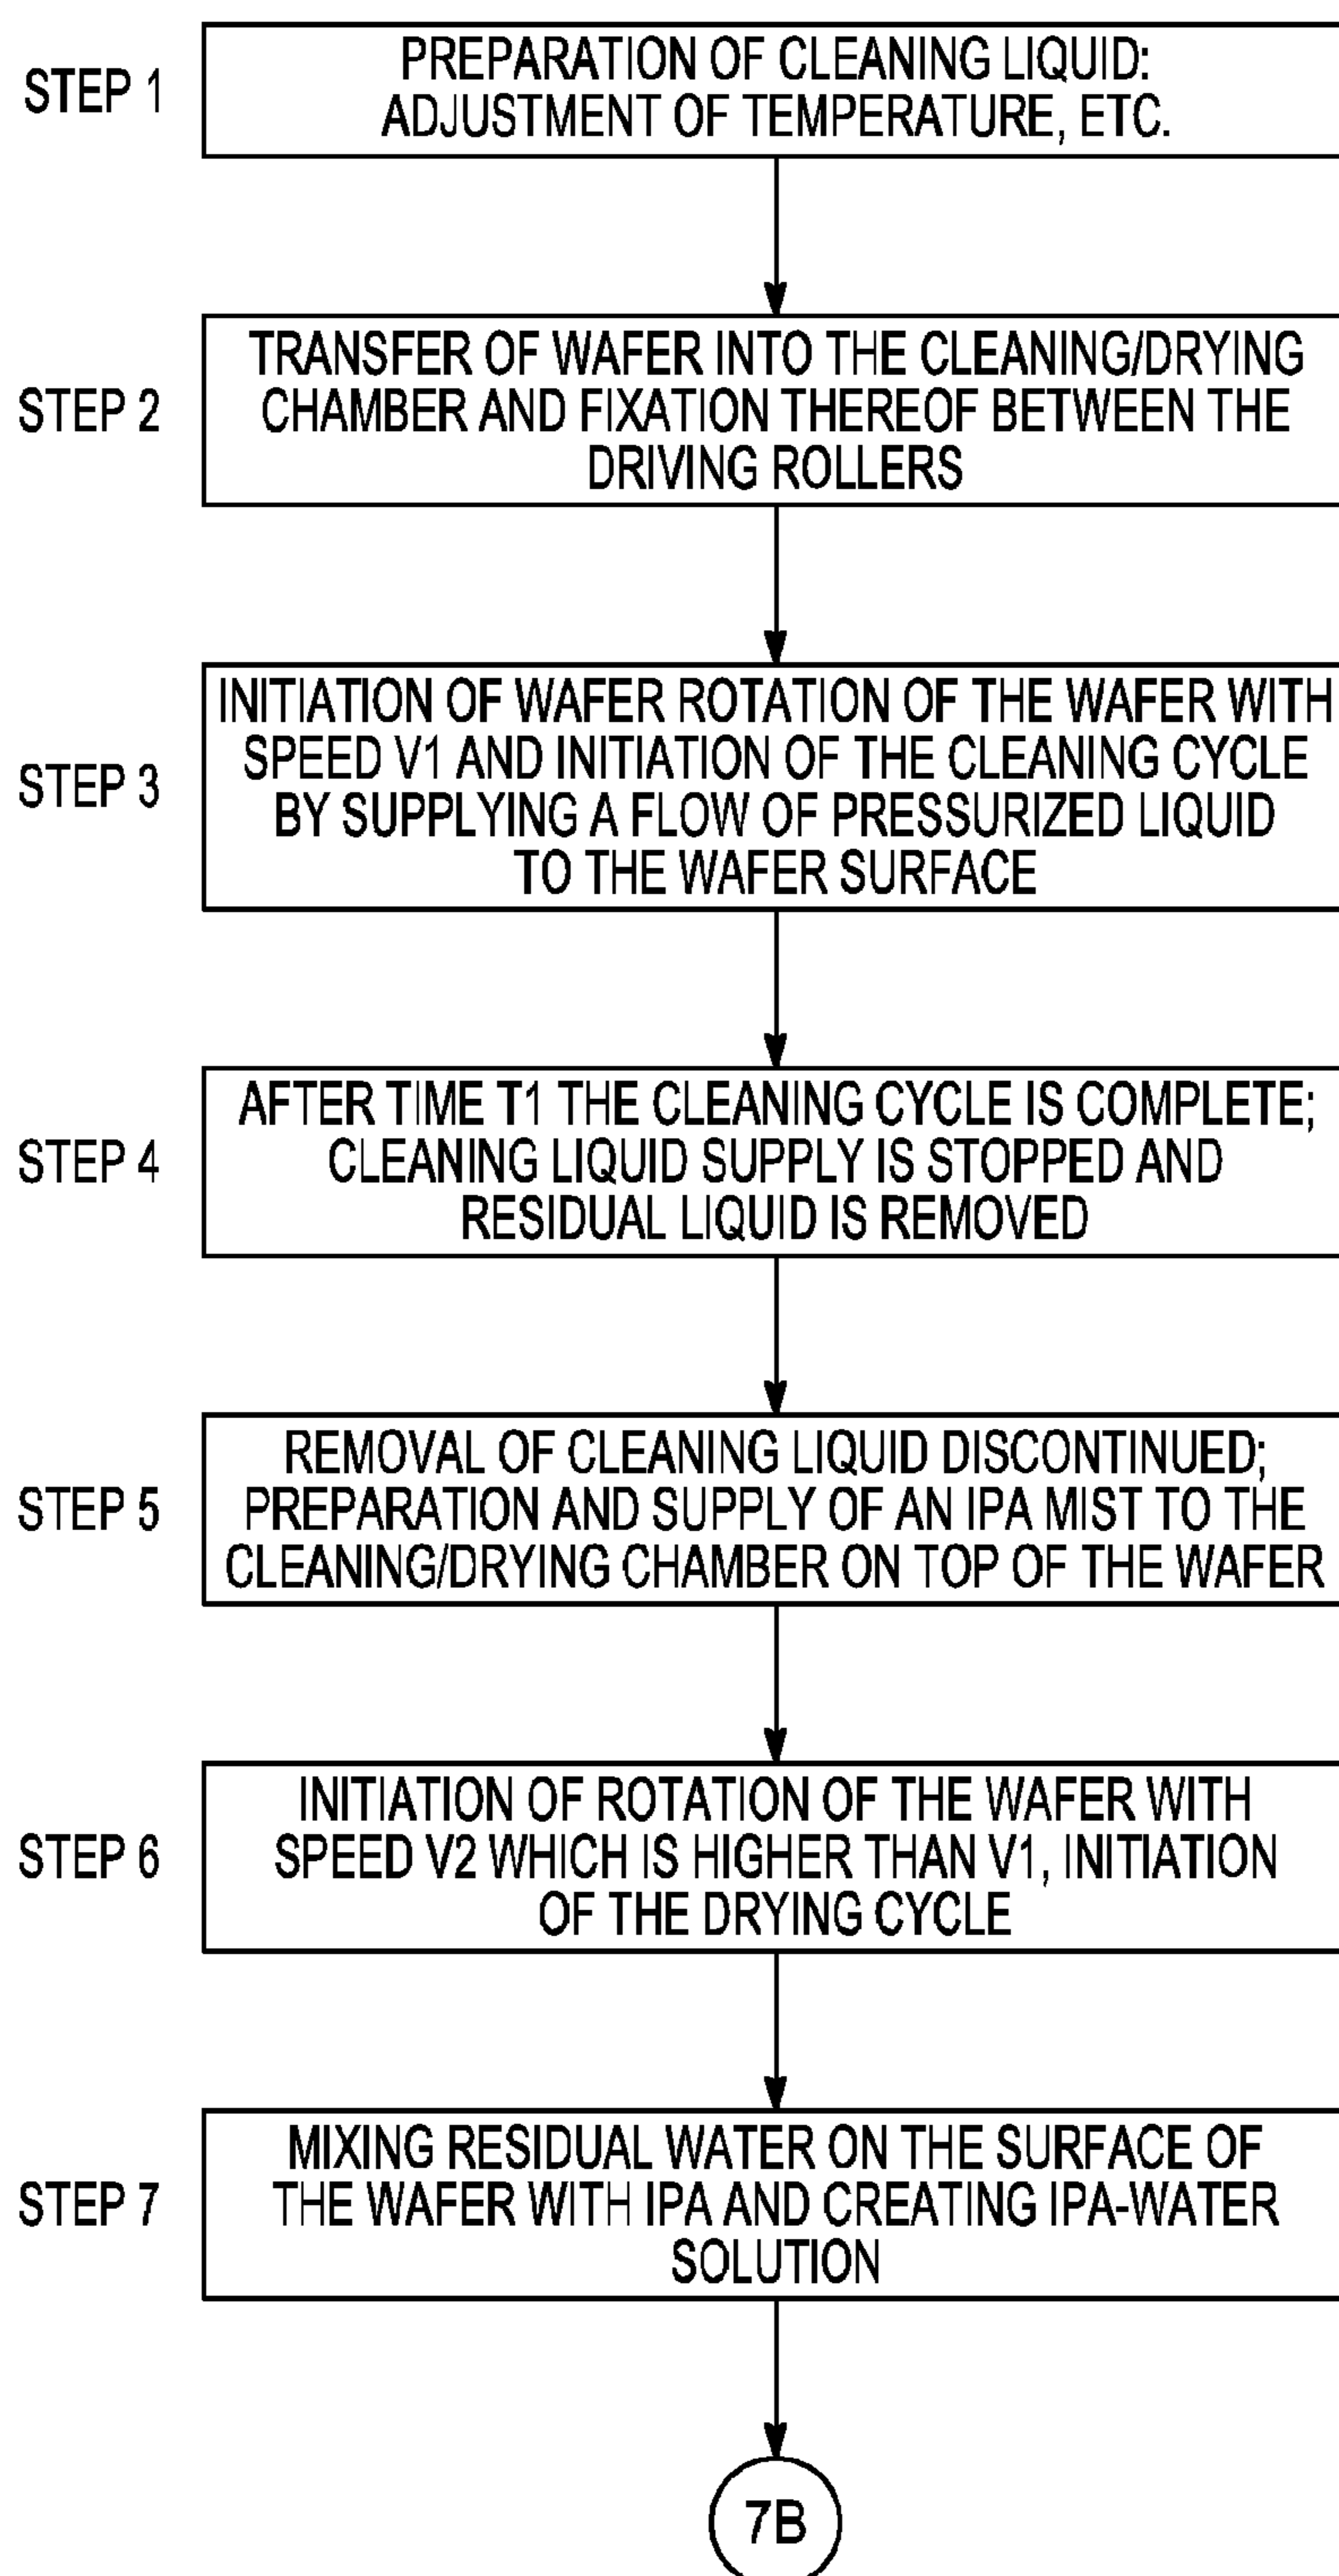 STEP 1
PREPARATION OF CLEANING LIQUID:
ADJUSTMENT OF TEMPERATURE, ETC.
STEP 2
TRANSFER OF WAFER INTO THE CLEANING/DRYING
CHAMBER AND FIXATION THEREOF BETWEEN THE
DRIVING ROLLERS
STEP 3
INITIATION OF WAFER ROTATION OF THE WAFER WITH
SPEED V1 AND INITIATION OF THE CLEANING CYCLE
BY SUPPLYING A FLOW OF PRESSURIZED LIQUID
TO THE WAFER SURFACE
STEP 4
AFTER TIME T1 THE CLEANING CYCLE IS COMPLETE;
CLEANING LIQUID SUPPLY IS STOPPED AND
RESIDUAL LIQUID IS REMOVED
STEP 5
REMOVAL OF CLEANING LIQUID DISCONTINUED;
PREPARATION AND SUPPLY OF AN IPA MIST TO THE
CLEANING/DRYING CHAMBER ON TOP OF THE WAFER
STEP 6
INITIATION OF ROTATION OF THE WAFER WITH
SPEED V2 WHICH IS HIGHER THAN V1, INITIATION
OF THE DRYING CYCLE
STEP 7
MIXING RESIDUAL WATER ON THE SURFACE OF
THE WAFER WITH IPA AND CREATING IPA-WATER
SOLUTION
7B